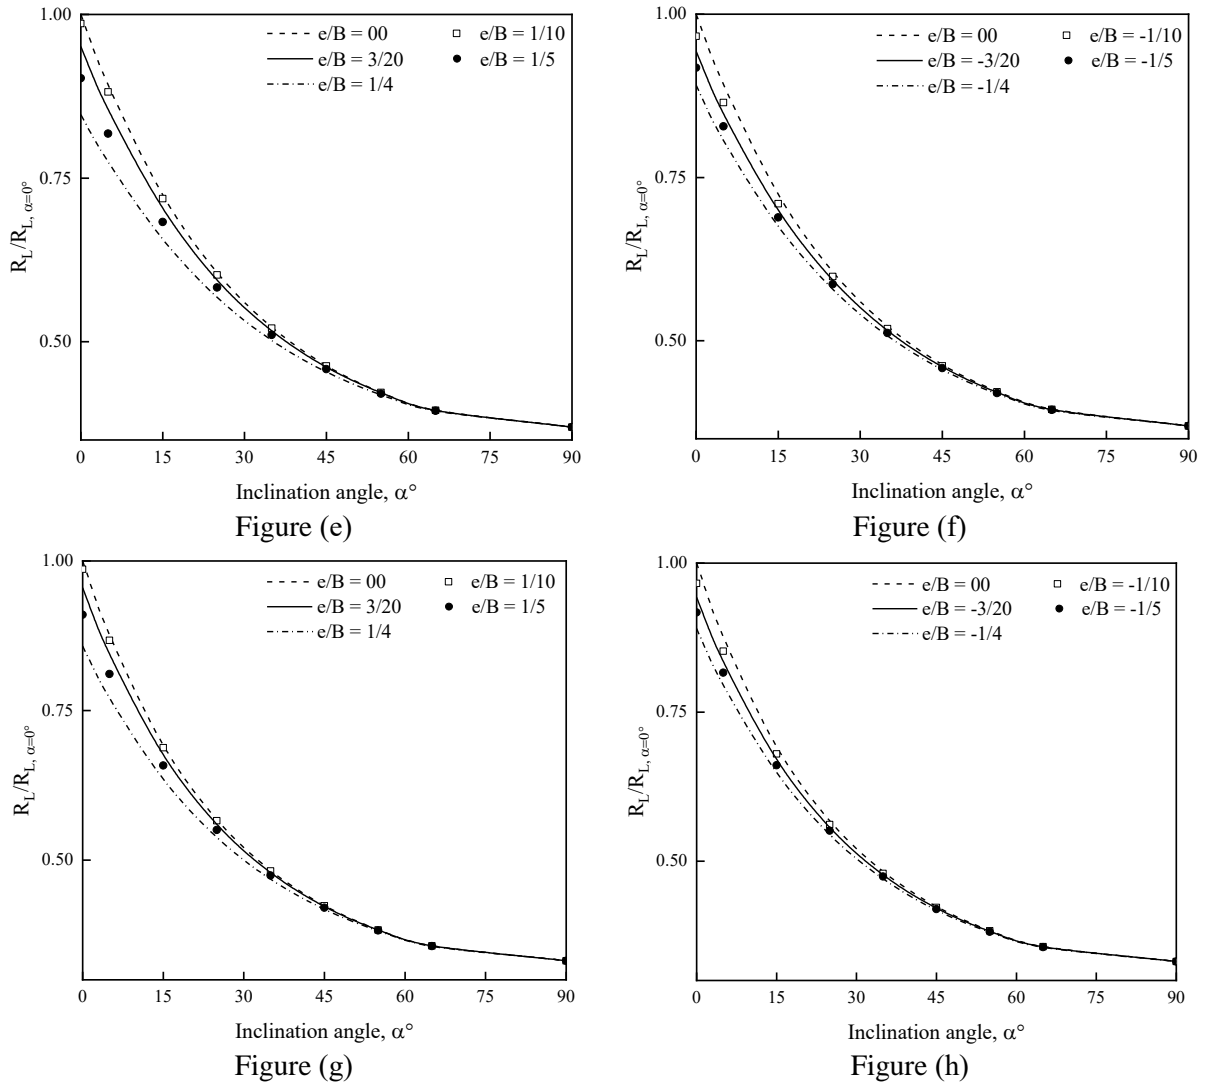 1.00
0.75
0.50
R_L/R_L, α=0°
e/B = 00
e/B = 1/10
e/B = 3/20
e/B = 1/5
e/B = 1/4
0 15 30 45 60 75 90
Inclination angle, α°
Figure (e)
1.00
0.75
0.50
R_L/R_L, α=0°
e/B = 00
e/B = -1/10
e/B = -3/20
e/B = -1/5
e/B = -1/4
0 15 30 45 60 75 90
Inclination angle, α°
Figure (f)
1.00
0.75
0.50
R_L/R_L, α=0°
e/B = 00
e/B = 1/10
e/B = 3/20
e/B = 1/5
e/B = 1/4
0 15 30 45 60 75 90
Inclination angle, α°
Figure (g)
1.00
0.75
0.50
R_L/R_L, α=0°
e/B = 00
e/B = -1/10
e/B = -3/20
e/B = -1/5
e/B = -1/4
0 15 30 45 60 75 90
Inclination angle, α°
Figure (h)